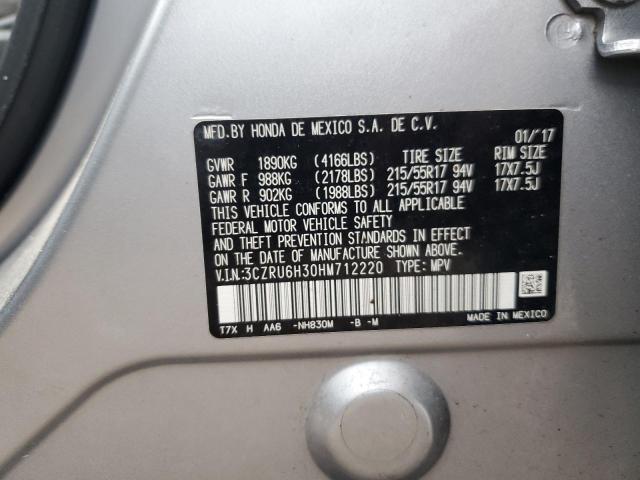 MFD. BY HONDA DE MEXICO S.A. DE C.V. 01/'17
GVWR 1890KG (4166LBS) TIRE SIZE RIM SIZE
GAWR F 988KG (2178LBS) 215/55R17 94V 17X7.5J
GAWR R 902KG (1988LBS) 215/55R17 94V 17X7.5J
THIS VEHICLE CONFORMS TO ALL APPLICABLE
FEDERAL MOTOR VEHICLE SAFETY
AND THEFT PREVENTION STANDARDS IN EFFECT
ON THE DATE OF MANUFACTURE SHOWN ABOVE.
V.I.N.:3CZRU6H30HM712220 TYPE: MPV
T7X H AA6 -NH830M -B -M MADE IN MEXICO